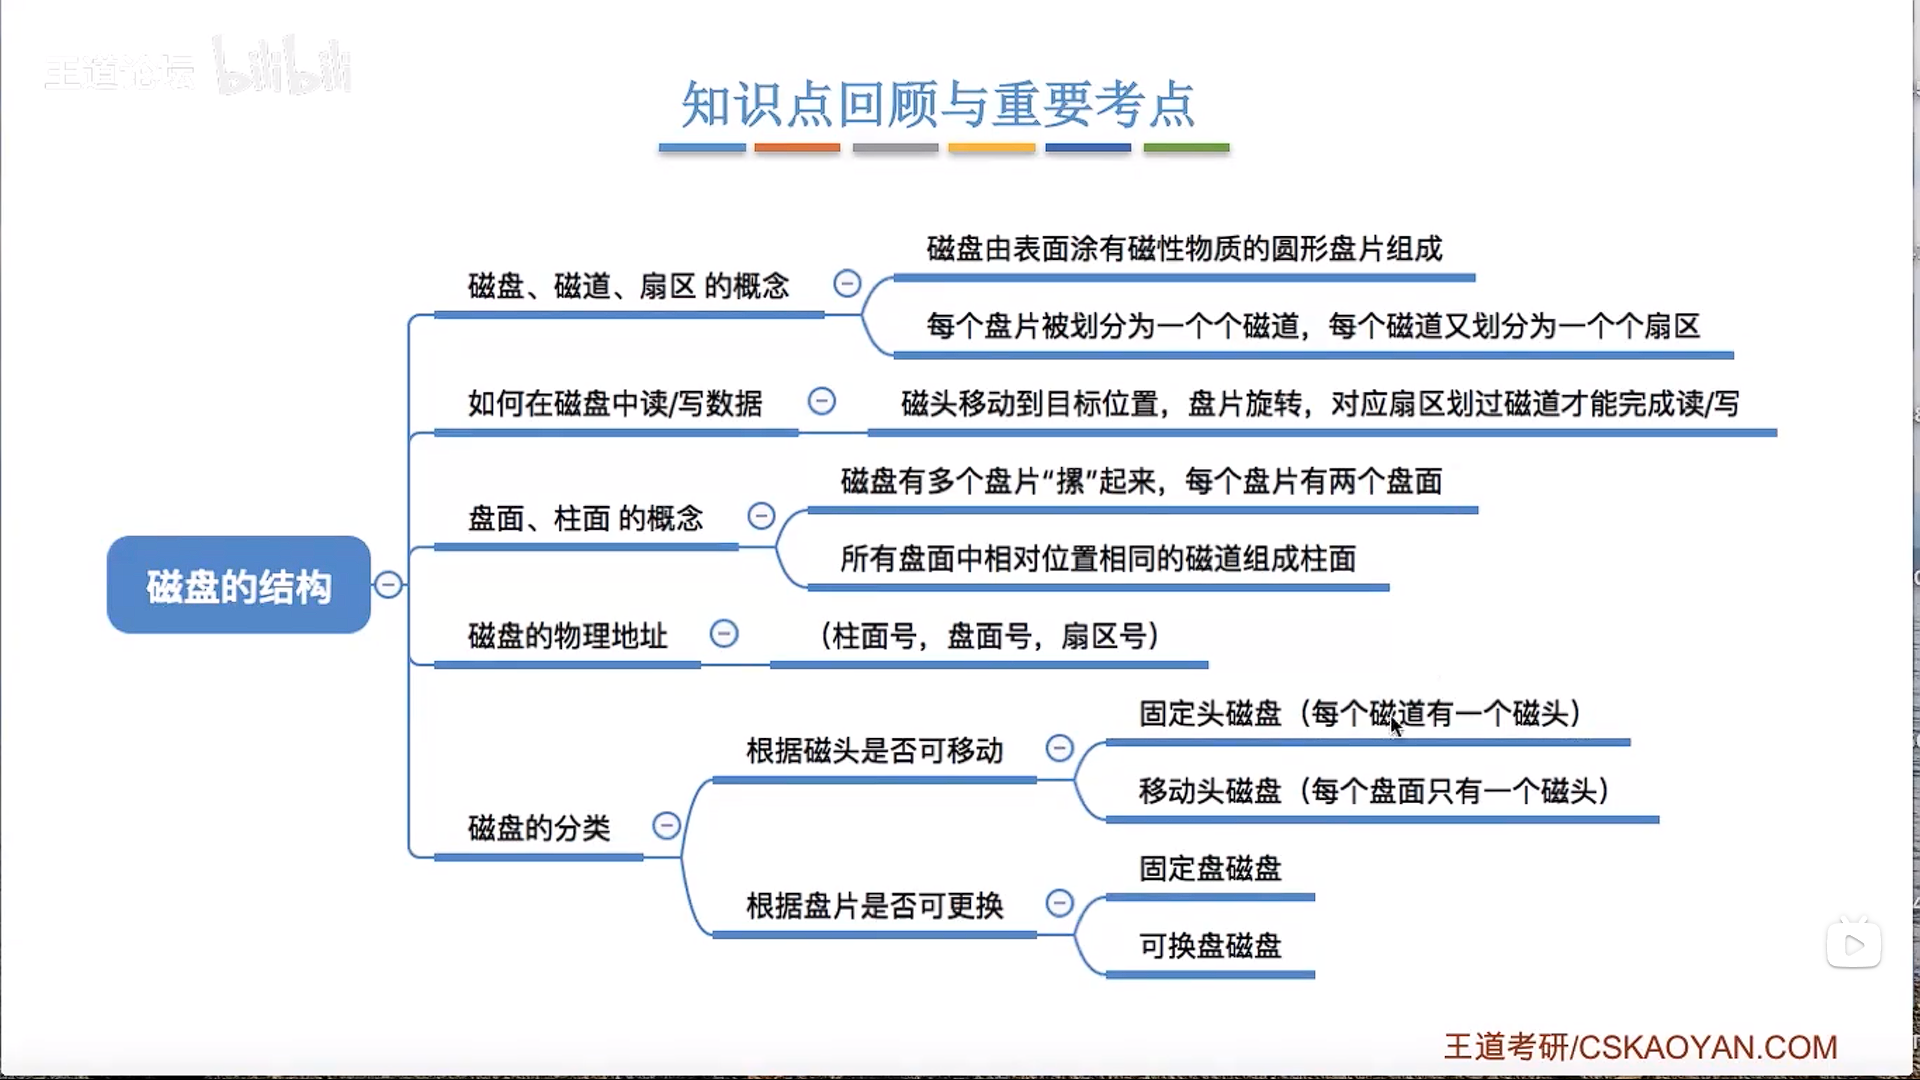 王道论坛 bilibili
知识点回顾与重要考点
磁盘的结构
磁盘、磁道、扇区 的概念
磁盘由表面涂有磁性物质的圆形盘片组成
每个盘片被划分为一个个磁道，每个磁道又划分为一个个扇区
如何在磁盘中读/写数据
磁头移动到目标位置，盘片旋转，对应扇区划过磁道才能完成读/写
盘面、柱面 的概念
磁盘有多个盘片“摞”起来，每个盘片有两个盘面
所有盘面中相对位置相同的磁道组成柱面
磁盘的物理地址
（柱面号，盘面号，扇区号）
磁盘的分类
根据磁头是否可移动
固定头磁盘（每个磁道有一个磁头）
移动头磁盘（每个盘面只有一个磁头）
根据盘片是否可更换
固定盘磁盘
可换盘磁盘
王道考研/CSKAOYAN.COM